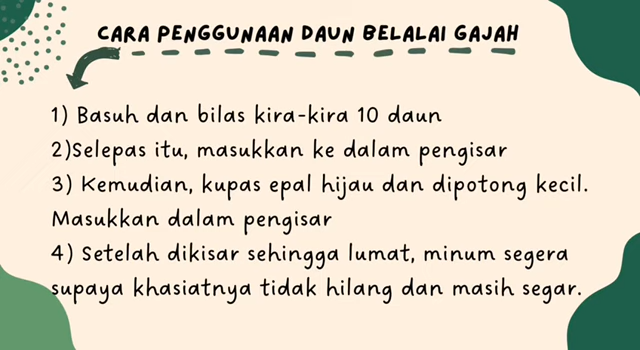 CARA PENGGUNAAN DAUN BELALAI GAJAH
1) Basuh dan bilas kira-kira 10 daun
2)Selepas itu, masukkan ke dalam pengisar
3) Kemudian, kupas epal hijau dan dipotong kecil.
Masukkan dalam pengisar
4) Setelah dikisar sehingga lumat, minum segera
supaya khasiatnya tidak hilang dan masih segar.